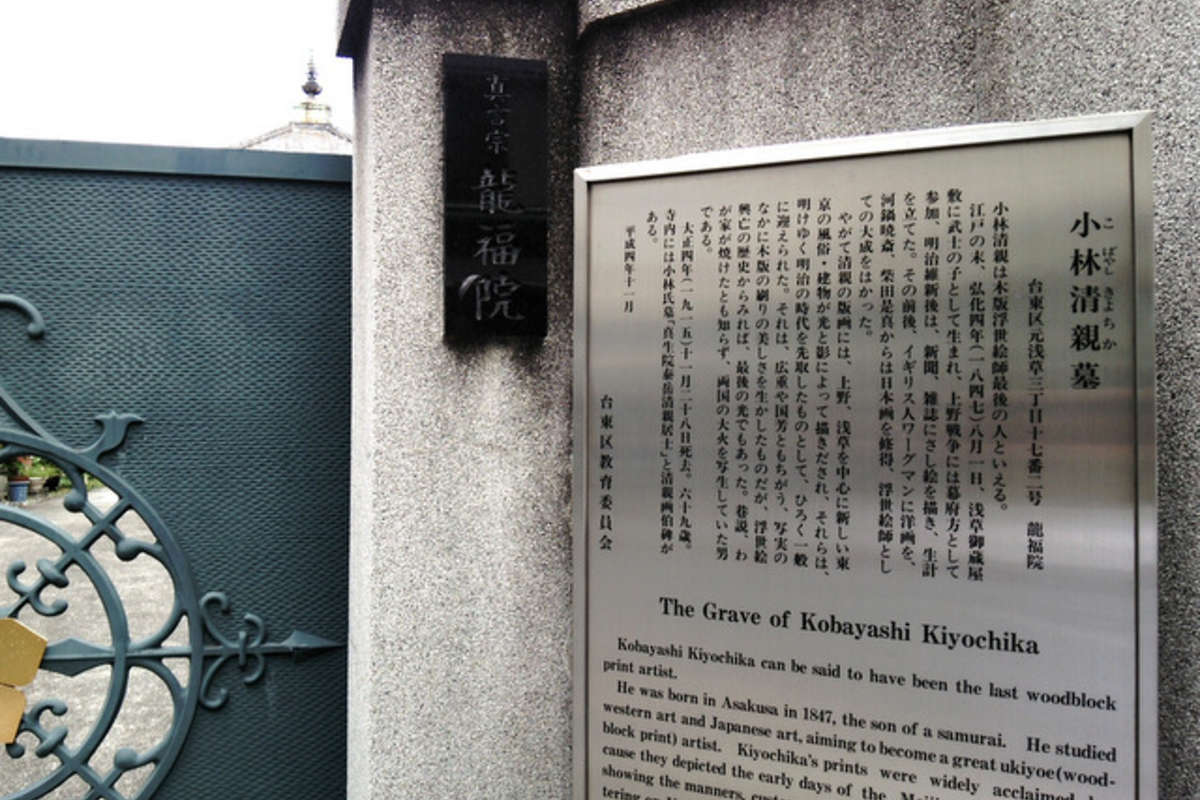 真言宗 龍福院
小林清親墓
こばやしきよちか
台東区元浅草三丁目十七番二号 龍福院
小林清親は木版浮世絵師最後の人といえる。
江戸の末、弘化四年(一八四七)八月一日、浅草御蔵屋
敷に武士の子として生まれ、上野戦争には幕府方として
参加、明治維新後は、新聞、雑誌にさし絵を描き、生計
を立てた。その前後、イギリス人ワーグマンに洋画を、
河鍋暁斎、柴田是真からは日本画を修得、浮世絵師とし
ての大成をはかった。
やがて清親の版画には、上野、浅草を中心に新しい東
京の風俗・建物が光と影によって描きだされ、それらは、
明けゆく明治の時代を先取したものとして、ひろく一般
に迎えられた。それは、広重や国芳ともちがう、写実の
なかに木版の刷りの美しさを生かしたものだが、浮世絵
興亡の歴史からみれば、最後の光でもあった。巷説、わ
が家が焼けたとも知らず、両国の大火を写生していた男
である。
大正四年(一九一五)十一月二十八日死去。六十九歳。
寺内には小林氏墓「真生院泰岳清親居士」と清親画伯碑が
ある。
平成四年十一月
台東区教育委員会
The Grave of Kobayashi Kiyochika
Kobayashi Kiyochika can be said to have been the last woodblock
print artist.
He was born in Asakusa in 1847, the son of a samurai. He studied
western art and Japanese art, aiming to become a great ukiyoe(wood-
block print) artist. Kiyochika's prints were widely acclaimed
cause they depicted the early days of the
showing the manners,